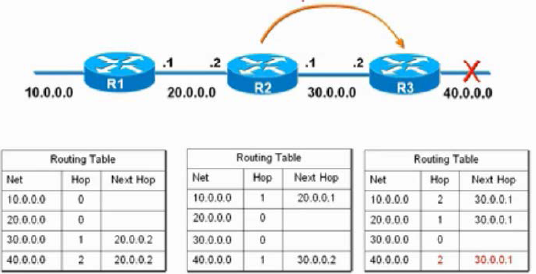 .1 .2 .1 .2
R1 R2 R3
10.0.0.0 20.0.0.0 30.0.0.0 40.0.0.0
Routing Table
Net Hop Next Hop
10.0.0.0 0
20.0.0.0 0
30.0.0.0 1 20.0.0.2
40.0.0.0 2 20.0.0.2
Routing Table
Net Hop Next Hop
10.0.0.0 1 20.0.0.1
20.0.0.0 0
30.0.0.0 0
40.0.0.0 1 30.0.0.2
Routing Table
Net Hop Next Hop
10.0.0.0 2 30.0.0.1
20.0.0.0 1 30.0.0.1
30.0.0.0 0
40.0.0.0 2 30.0.0.1